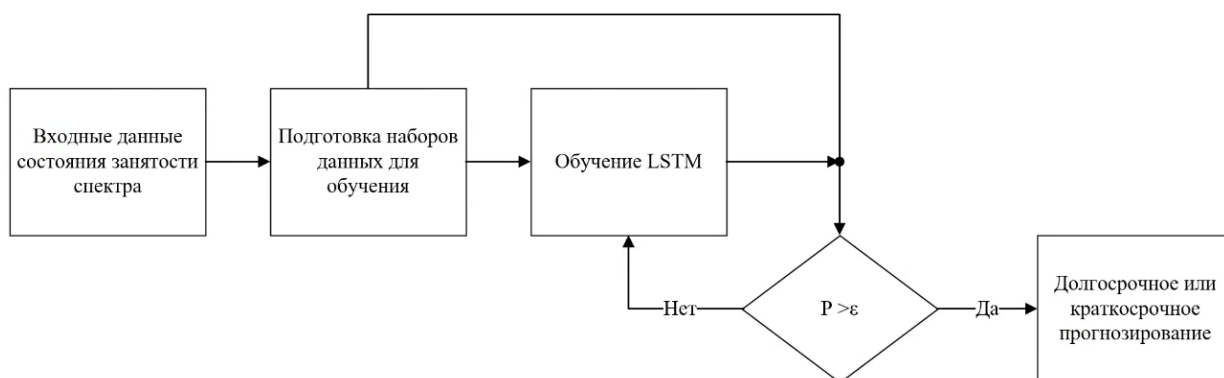 Входные данные
состояния занятости
спектра
Подготовка наборов
данных для
обучения
Обучение LSTM
Нет
P >ε
Да
Долгосрочное или
краткосрочное
прогнозирование